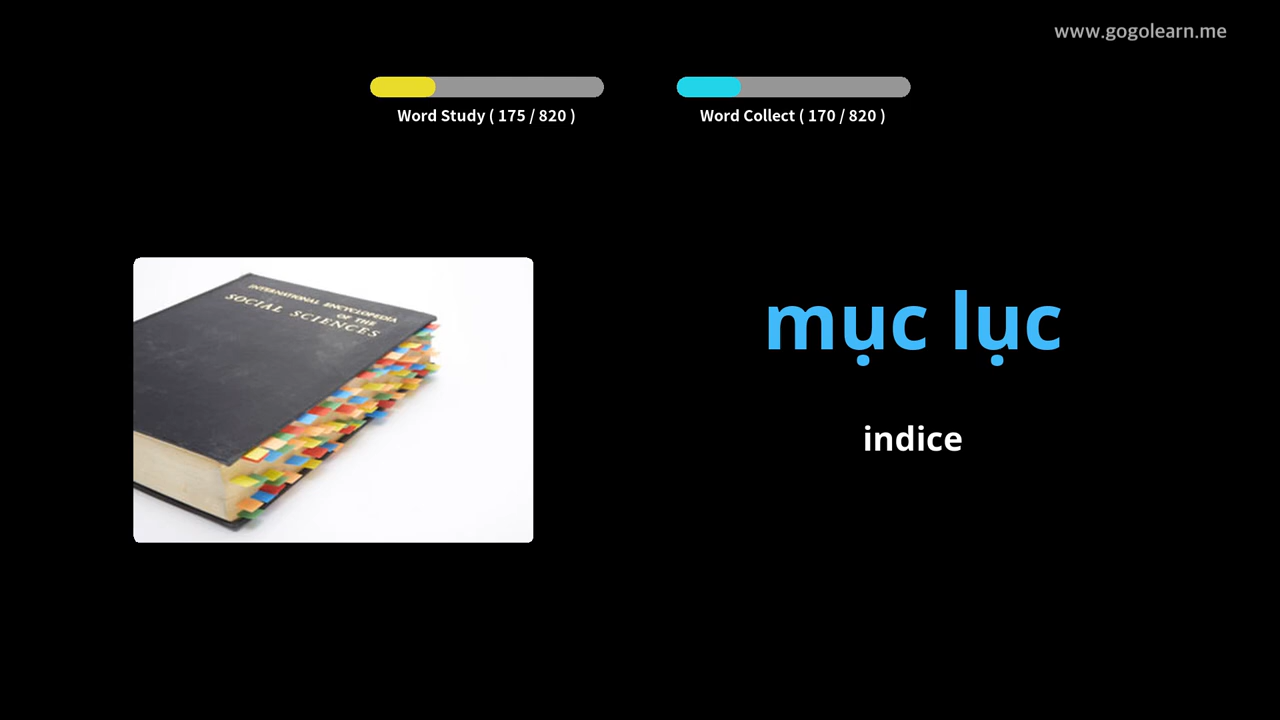 www.gogolearn.me
Word Study ( 175 / 820 )
Word Collect ( 170 / 820 )
INTERNATIONAL ENCYCLOPEDIA
OF THE
SOCIAL SCIENCES
mục lục
indice